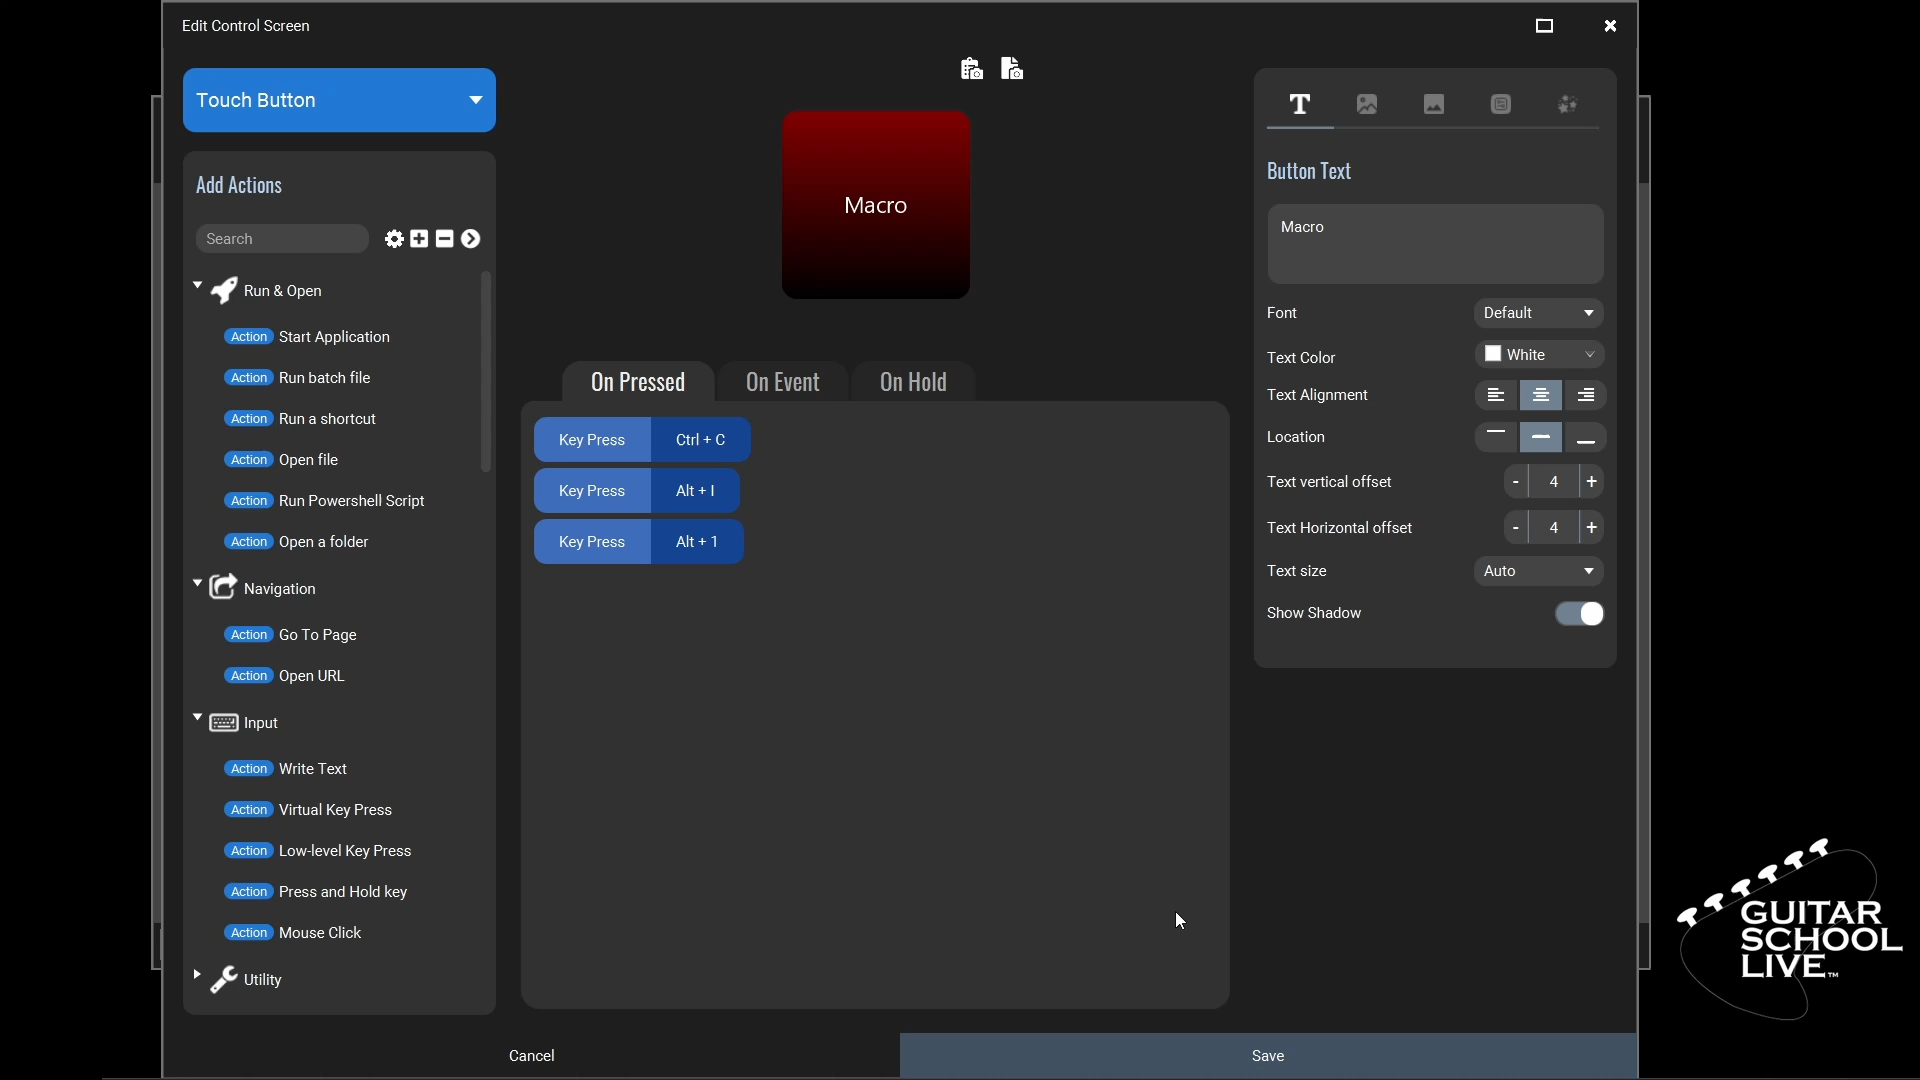 Edit Control Screen
Touch Button
Add Actions
Search
Run & Open
Action Start Application
Action Run batch file
Action Run a shortcut
Action Open file
Action Run Powershell Script
Action Open a folder
Navigation
Action Go To Page
Action Open URL
Input
Action Write Text
Action Virtual Key Press
Action Low-level Key Press
Action Press and Hold key
Action Mouse Click
Utility
Macro
On Pressed On Event On Hold
Key Press Ctrl + C
Key Press Alt + I
Key Press Alt + 1
T
Button Text
Macro
Font Default
Text Color White
Text Alignment
Location
Text vertical offset - 4 +
Text Horizontal offset - 4 +
Text size Auto
Show Shadow
Cancel Save
GUITAR
SCHOOL
LIVE™